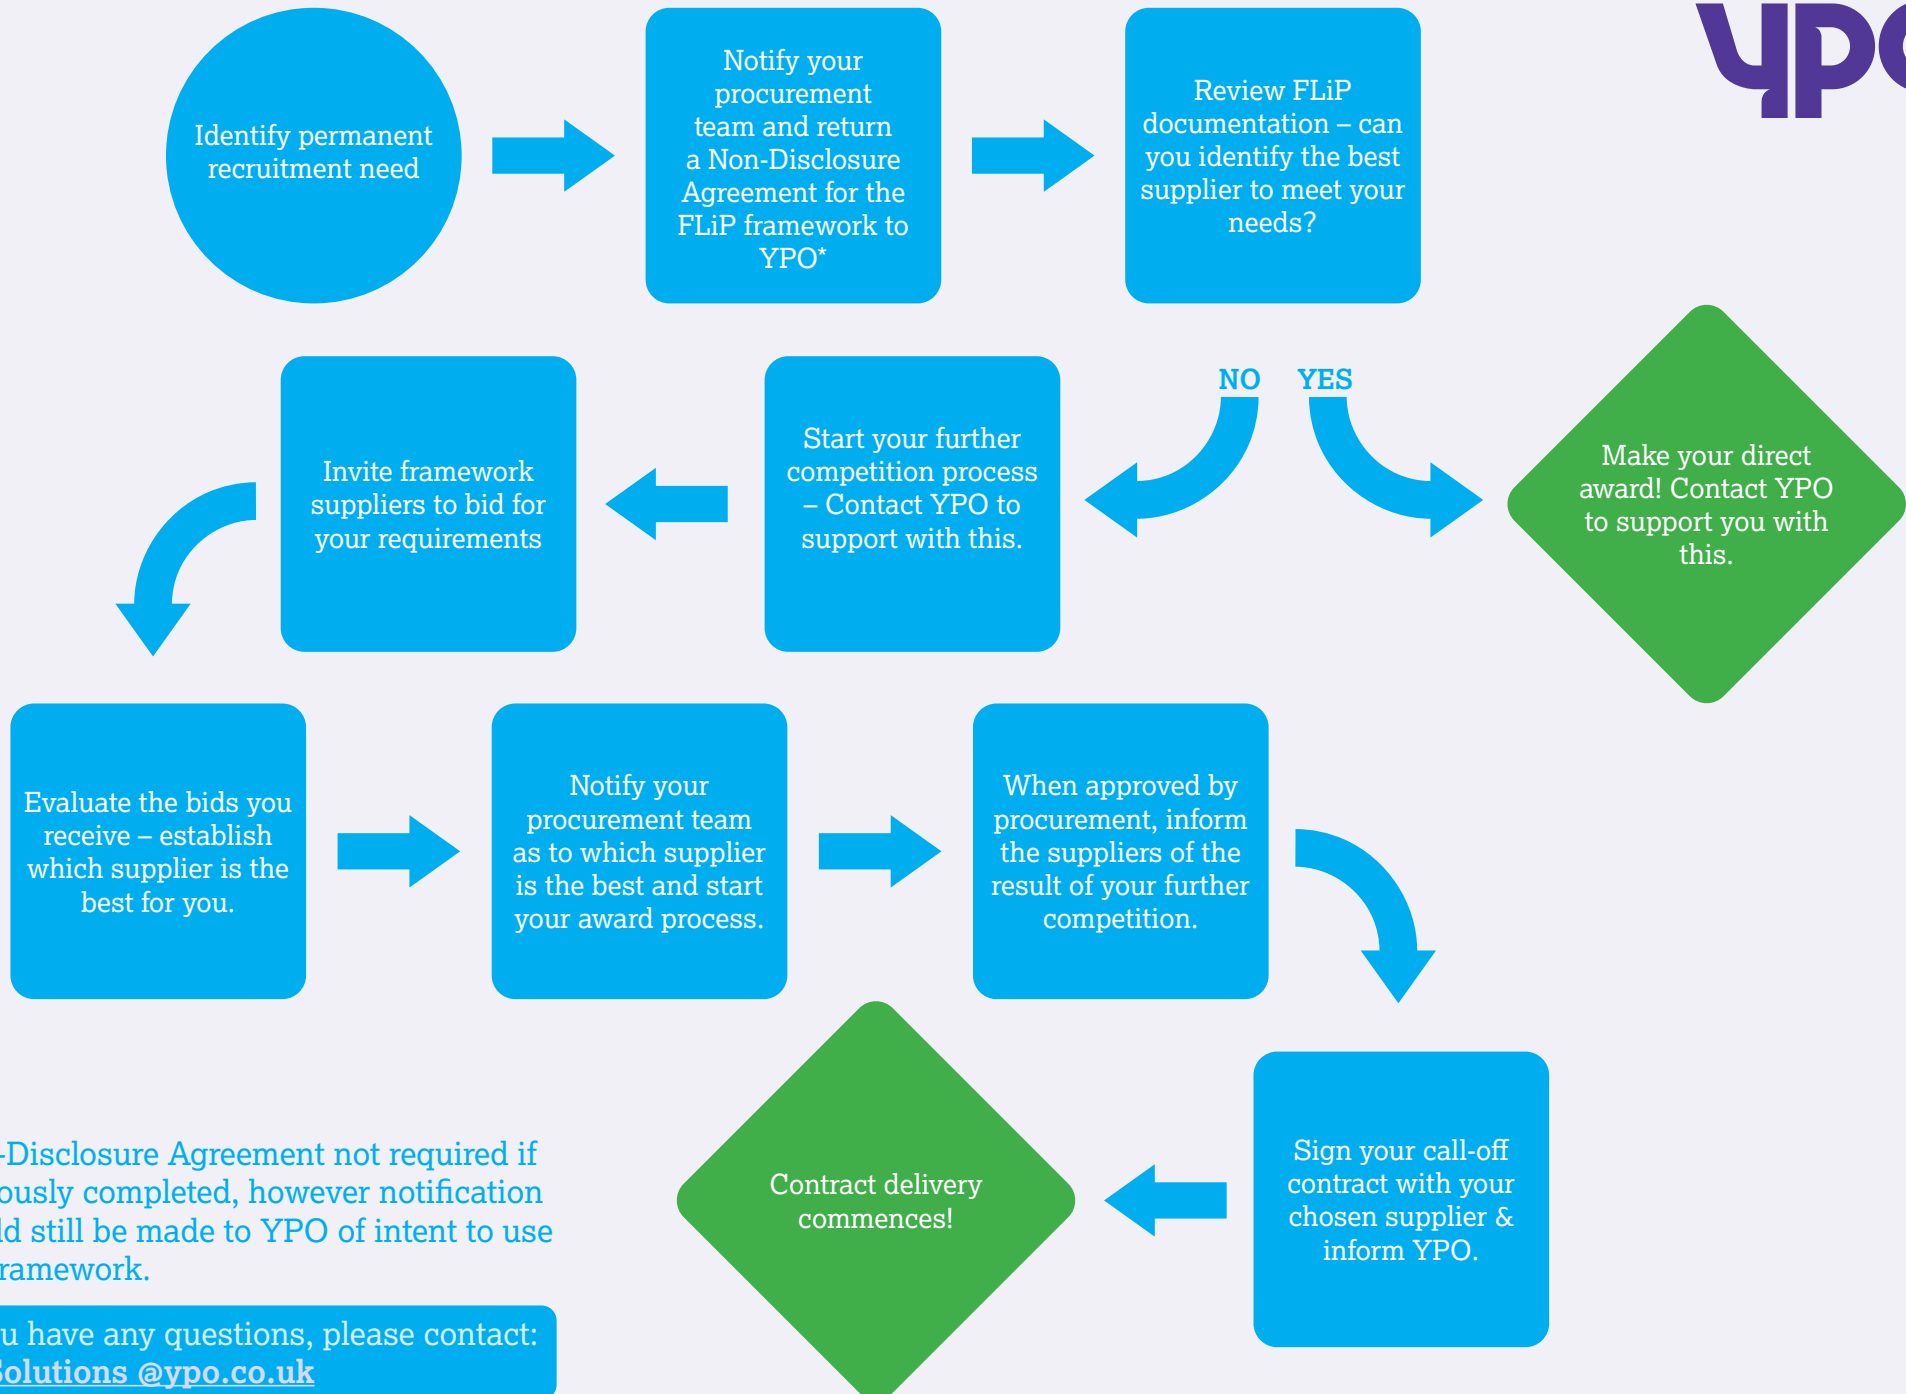 Identify permanent
recruitment need
Notify your
procurement
team and return
a Non-Disclosure
Agreement for the
FLiP framework to
YPO*
Review FLiP
documentation – can
you identify the best
supplier to meet your
needs?
NO
YES
Make your direct
award! Contact YPO
to support you with
this.
Start your further
competition process
– Contact YPO to
support with this.
Invite framework
suppliers to bid for
your requirements
Evaluate the bids you
receive – establish
which supplier is the
best for you.
Notify your
procurement team
as to which supplier
is the best and start
your award process.
When approved by
procurement, inform
the suppliers of the
result of your further
competition.
Sign your call-off
contract with your
chosen supplier &
inform YPO.
Contract delivery
commences!
-Disclosure Agreement not required if
completed, however notification
still be made to YPO of intent to use
have any questions, please contact:
@ypo.co.uk